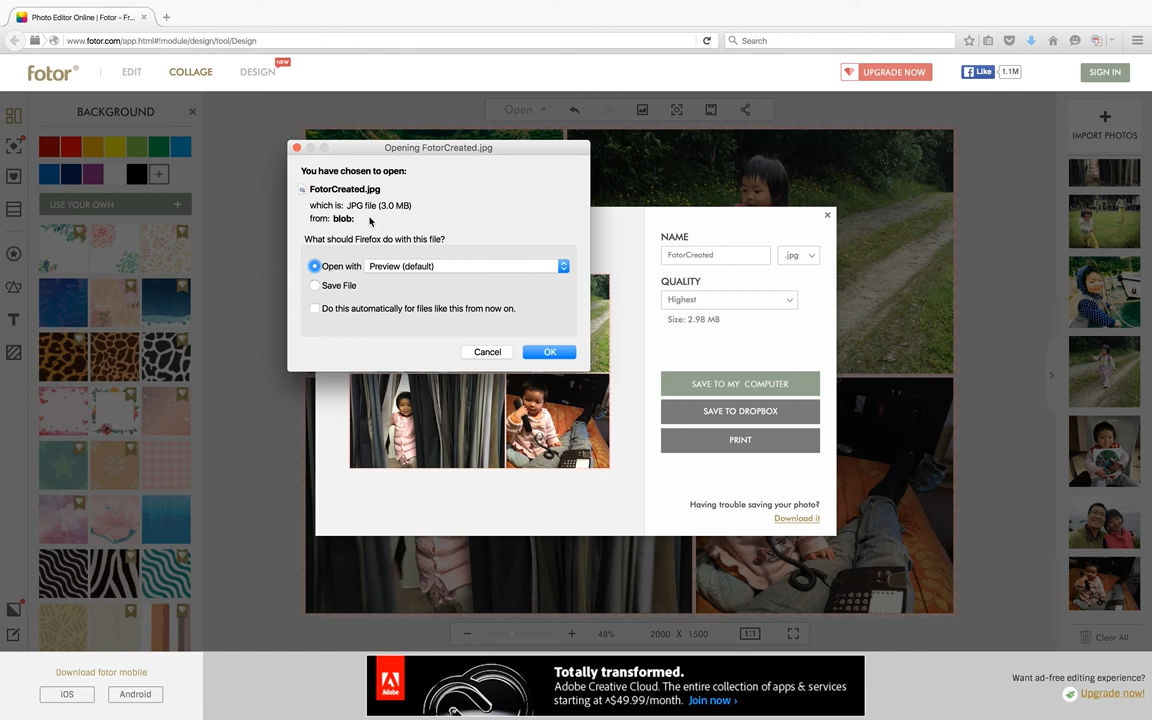 Photo Editor Online | Fotor - Fr...
www.fotor.com/app.html#!module/design/tool/Design
Search
fotor®
EDIT
COLLAGE
DESIGN
NEW
UPGRADE NOW
Like
1.1M
SIGN IN
BACKGROUND
Open
IMPORT PHOTOS
USE YOUR OWN
Opening FotorCreated.jpg
You have chosen to open:
FotorCreated.jpg
which is: JPG file (3.0 MB)
from: blob:
What should Firefox do with this file?
Open with
Preview (default)
Save File
Do this automatically for files like this from now on.
Cancel
OK
NAME
FotorCreated
.jpg
QUALITY
Highest
Size: 2.98 MB
SAVE TO MY COMPUTER
SAVE TO DROPBOX
PRINT
Having trouble saving your photo?
Download it
48%
2000 X 1500
1:1
Clear All
Download fotor mobile
iOS
Android
Adobe
Totally transformed.
Adobe Creative Cloud. The entire collection of apps & services
starting at ^$49.99/month. Join now ›
Want ad-free editing experience?
Upgrade now!